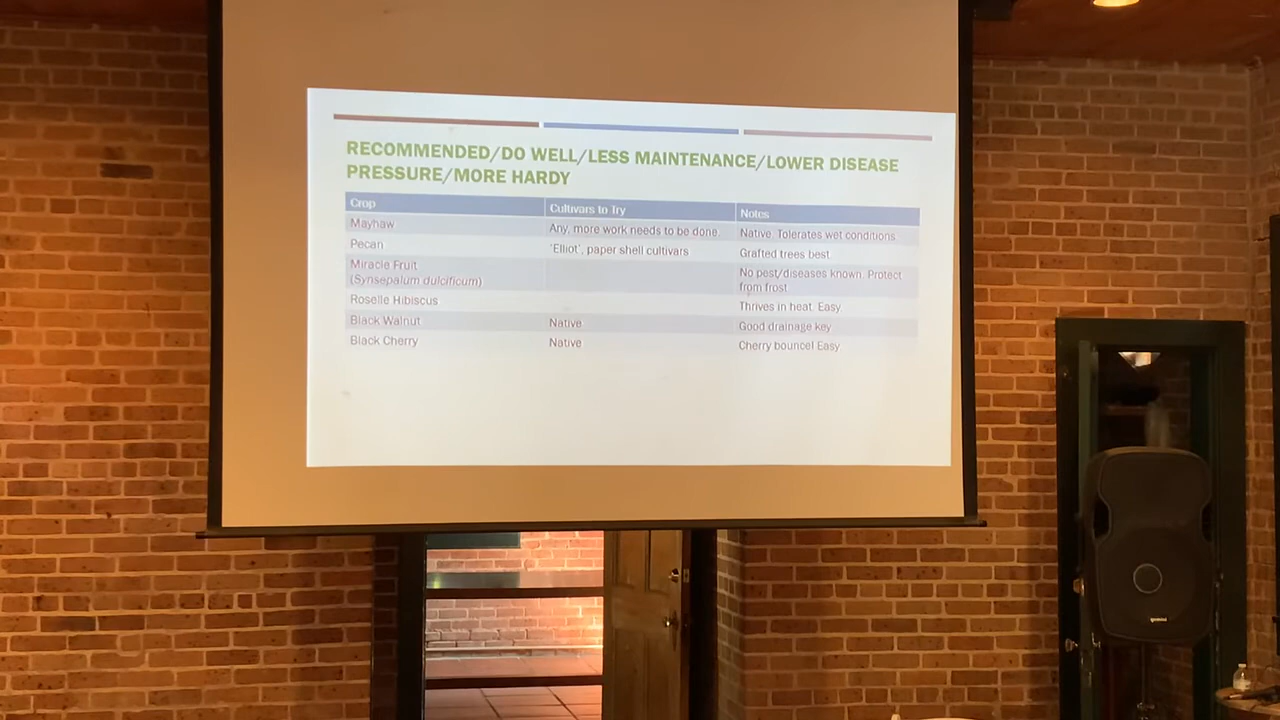 RECOMMENDED/DO WELL/LESS MAINTENANCE/LOWER DISEASE
PRESSURE/MORE HARDY
Crop Cultivars to Try Notes
Mayhaw Any, more work needs to be done. Native. Tolerates wet conditions.
Pecan 'Elliot', paper shell cultivars Grafted trees best.
Miracle Fruit No pest/diseases known. Protect
(Synsepalum dulcificum) from frost
Roselle Hibiscus Thrives in heat. Easy.
Black Walnut Native Good drainage key
Black Cherry Native Cherry bounce! Easy